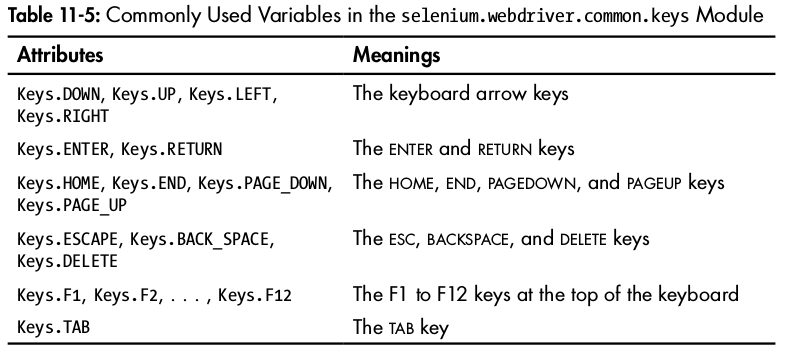 Table 11-5: Commonly Used Variables in the selenium.webdriver.common.keys Module
Attributes Meanings
Keys.DOWN, Keys.UP, Keys.LEFT, The keyboard arrow keys
Keys.RIGHT
Keys.ENTER, Keys.RETURN The ENTER and RETURN keys
Keys.HOME, Keys.END, Keys.PAGE_DOWN, The HOME, END, PAGEDOWN, and PAGEUP keys
Keys.PAGE_UP
Keys.ESCAPE, Keys.BACK_SPACE, The ESC, BACKSPACE, and DELETE keys
Keys.DELETE
Keys.F1, Keys.F2, . . . , Keys.F12 The F1 to F12 keys at the top of the keyboard
Keys.TAB The TAB key